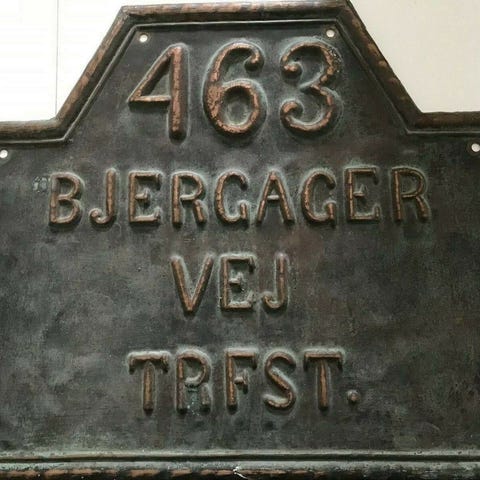 463
BJERGAGER
VEJ
TRFST.